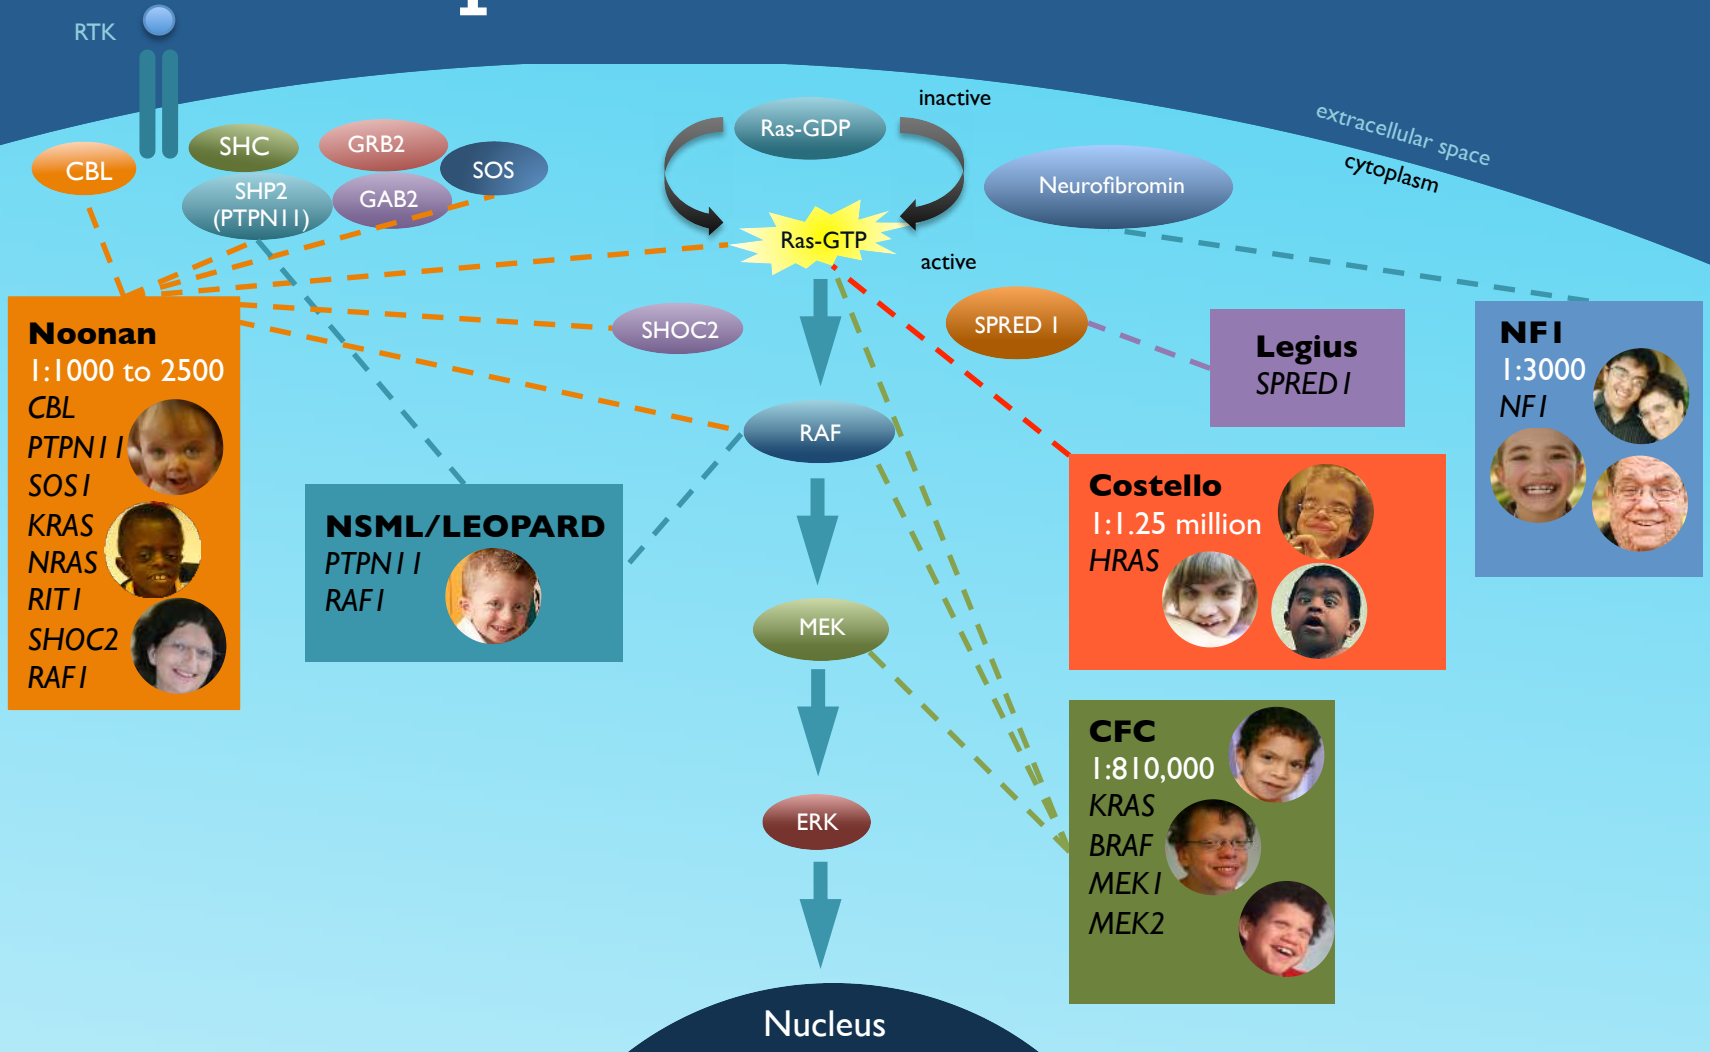 RTK
extracellular space
cytoplasm
CBL
SHC
GRB2
SHP2
(PTPN11)
GAB2
SOS
Ras-GDP
inactive
Ras-GTP
active
Neurofibromin
SHOC2
SPRED 1
RAF
MEK
ERK
Nucleus
Noonan
1:1000 to 2500
CBL
PTPN11
SOS1
KRAS
NRAS
RIT1
SHOC2
RAF1
NSML/LEOPARD
PTPN11
RAF1
Legius
SPRED1
NF1
1:3000
NF1
Costello
1:1.25 million
HRAS
CFC
1:810,000
KRAS
BRAF
MEK1
MEK2